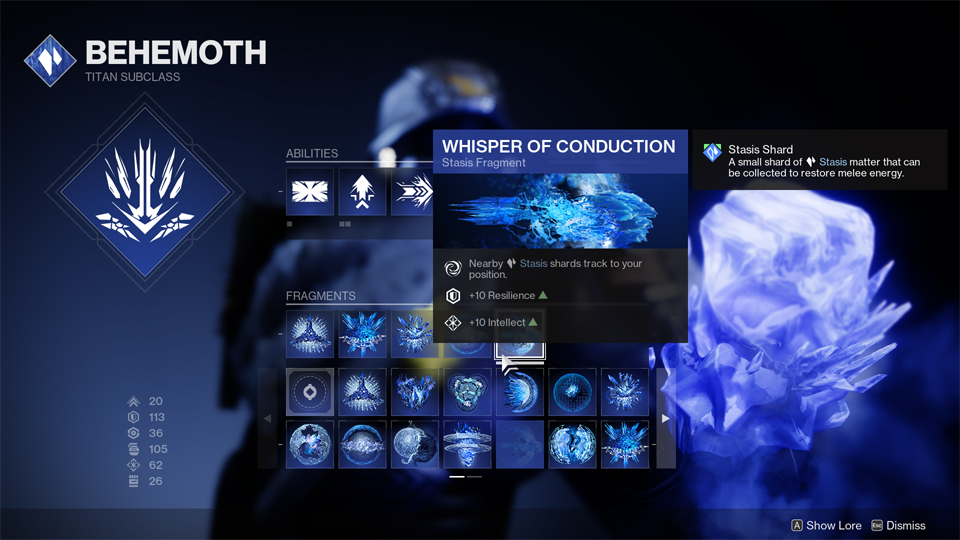 BEHEMOTH
TITAN SUBCLASS
ABILITIES
WHISPER OF CONDUCTION
Stasis Fragment
Nearby Stasis shards track to your
position.
+10 Resilience
+10 Intellect
Stasis Shard
A small shard of Stasis matter that can
be collected to restore melee energy.
FRAGMENTS
20
113
36
105
62
26
A Show Lore
Esc Dismiss